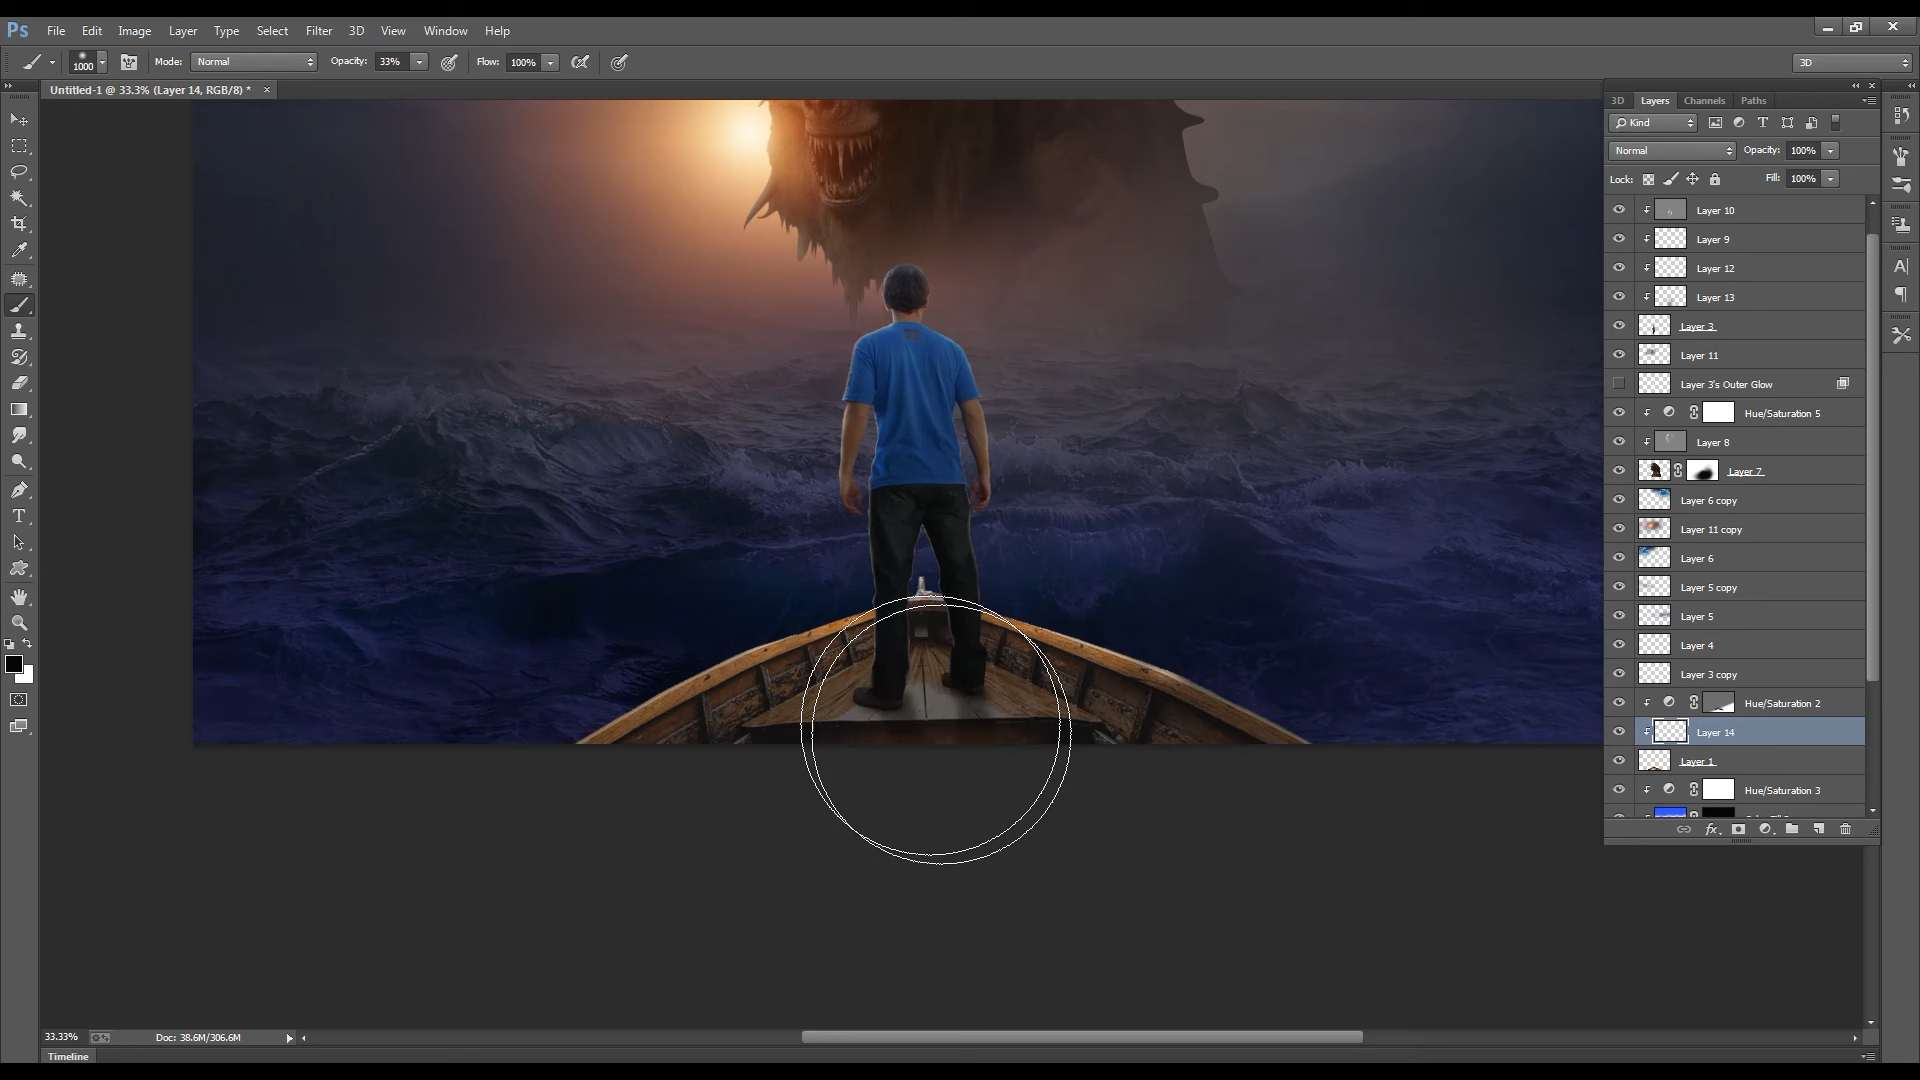 Ps File Edit Image Layer Type Select Filter 3D View Window Help
1000 Mode: Normal Opacity: 33% Flow: 100% 3D
Untitled-1 @ 33.3% (Layer 14, RGB/8) * ×
3D Layers Channels Paths
Kind T
Normal Opacity: 100%
Lock: Fill: 100%
Layer 10
Layer 9
Layer 12
Layer 13
Layer 3
Layer 11
Layer 3's Outer Glow
Hue/Saturation 5
Layer 8
Layer 7
Layer 6 copy
Layer 11 copy
Layer 6
Layer 5 copy
Layer 5
Layer 4
Layer 3 copy
Hue/Saturation 2
Layer 14
Layer 1
Hue/Saturation 3
fx
T
A
33.33% Doc: 38.6M/306.6M
Timeline